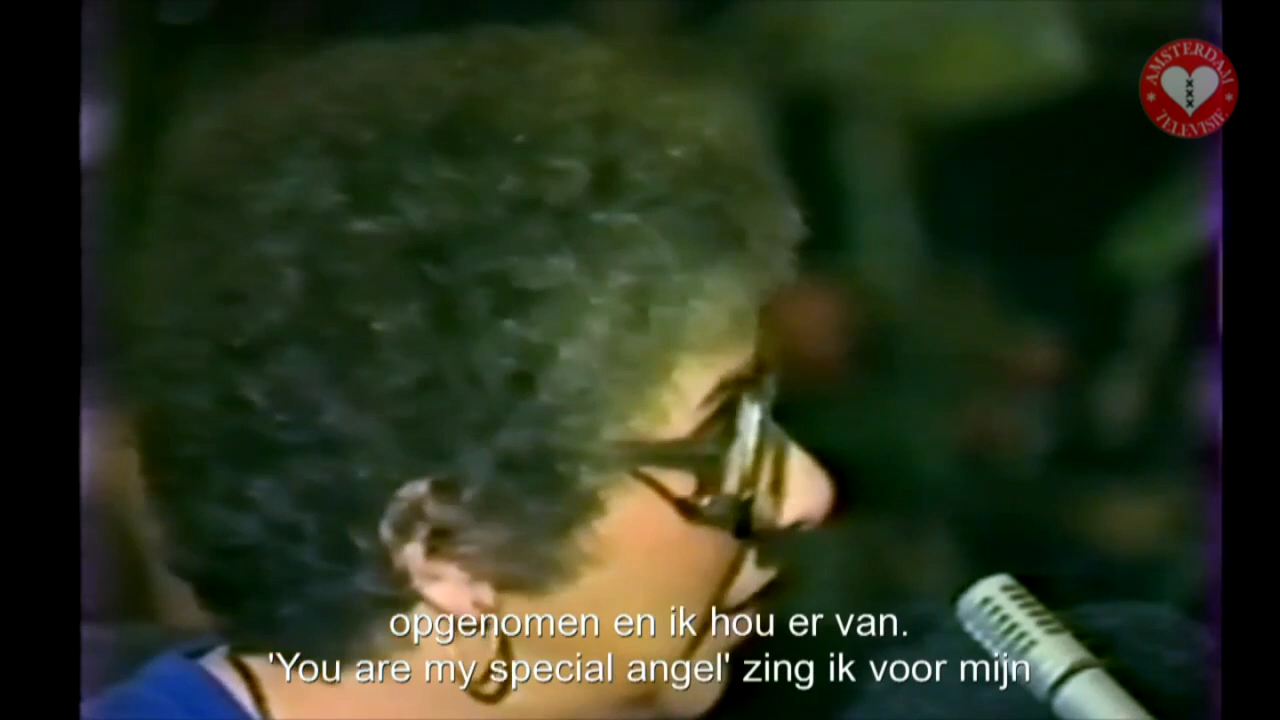 AMSTERDAM
TELEVISIE
opgenomen en ik hou er van.
'You are my special angel' zing ik voor mijn